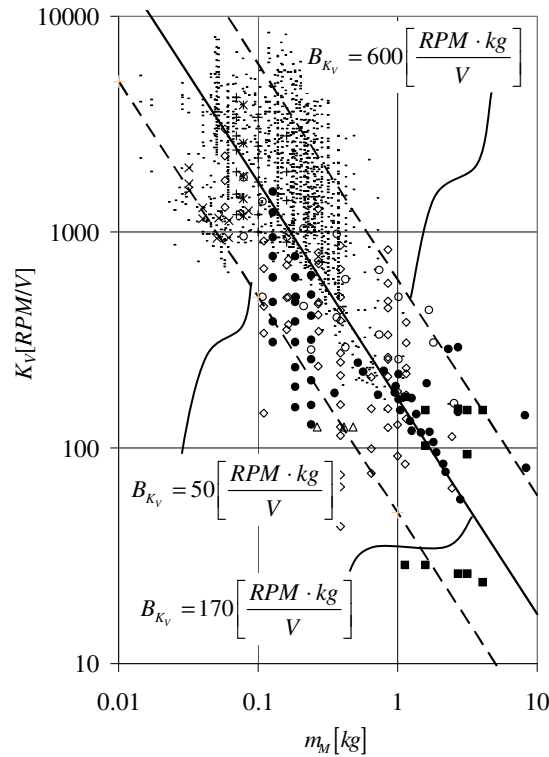 10000
1000
100
10
K_V [RPM/V]
B_{K_V} = 600 [RPM · kg / V]
B_{K_V} = 50 [RPM · kg / V]
B_{K_V} = 170 [RPM · kg / V]
0.01 0.1 1 10
m_M [kg]